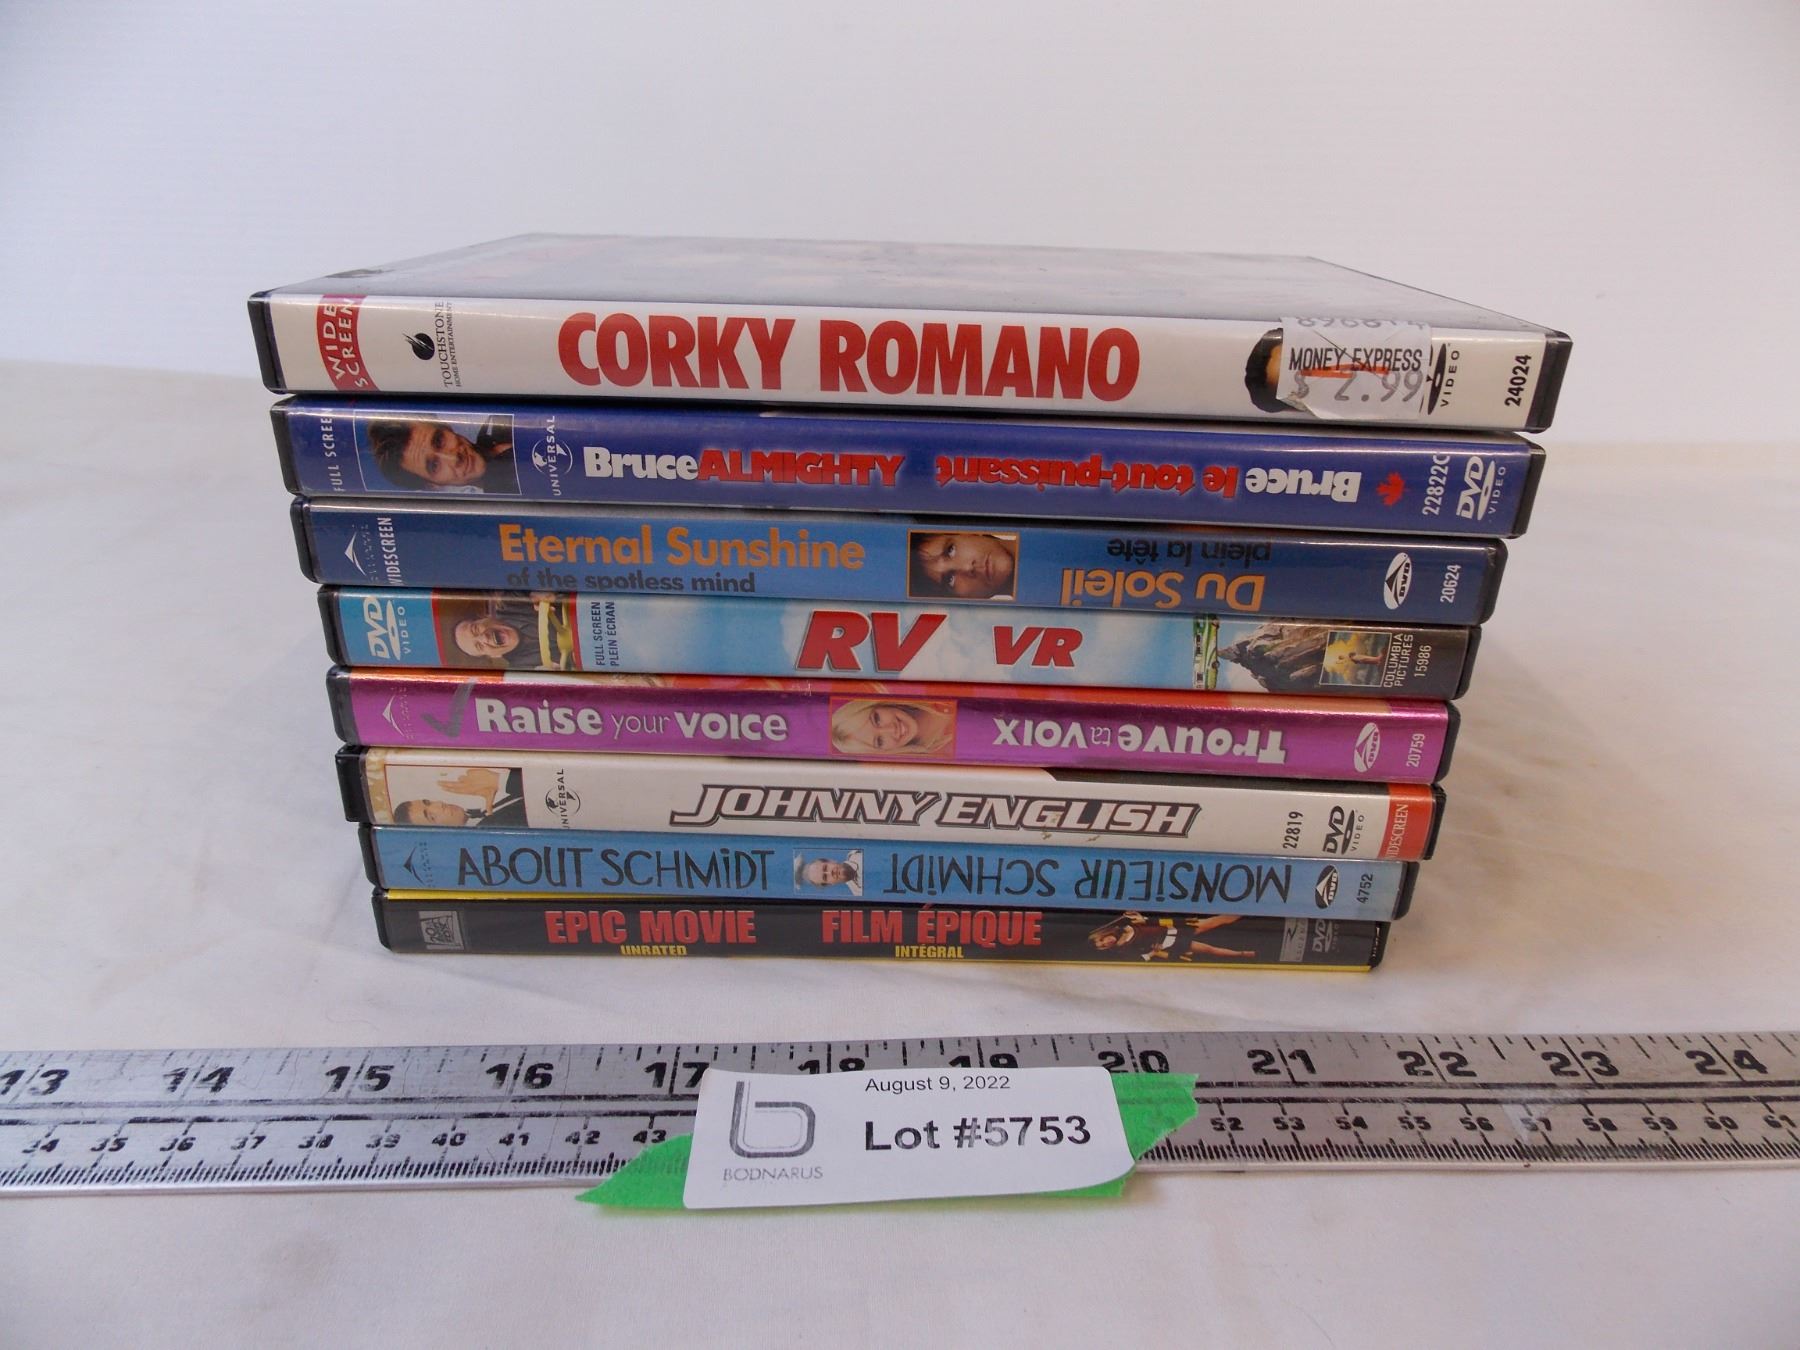 WIDE SCREEN
TOUCHSTONE
HOME ENTERTAINMENT
CORKY ROMANO
MONEY EXPRESS
$ 2.99
VIDEO
24024
FULL SCREEN
UNIVERSAL
BruceALMIGHTY
Bruce le tout-puissant
22822C
DVD
VIDEO
WIDESCREEN
Eternal Sunshine
of the spotless mind
Du Soleil
plein la tête
DVD
20624
DVD
VIDEO
FULL SCREEN
PLEIN ÉCRAN
RV VR
COLUMBIA
PICTURES
15986
Raise your voice
Trouve ta voix
DVD
20759
UNIVERSAL
JOHNNY ENGLISH
22819
DVD
VIDEO
WIDESCREEN
ABOUT SCHMiDT
MONSiEUR SCHMiDT
DVD
4752
EPIC MOVIE
UNRATED
FILM ÉPIQUE
INTÉGRAL
DVD
13 14 15 16 17 18 19 20 21 22 23 24
34 35 36 37 38 39 40 41 42 43 52 53 54 55 56 57 58 59 60 61
August 9, 2022
Lot #5753
BODNARUS